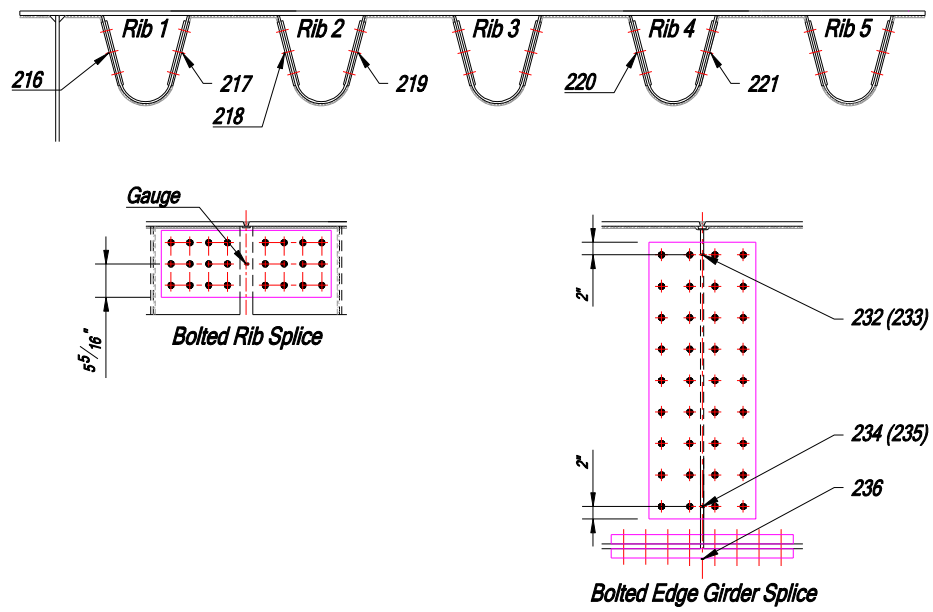 Rib 1 Rib 2 Rib 3 Rib 4 Rib 5
216 217 218 219 220 221
Gauge
5 5/16"
Bolted Rib Splice
2"
232 (233)
2"
234 (235)
236
Bolted Edge Girder Splice